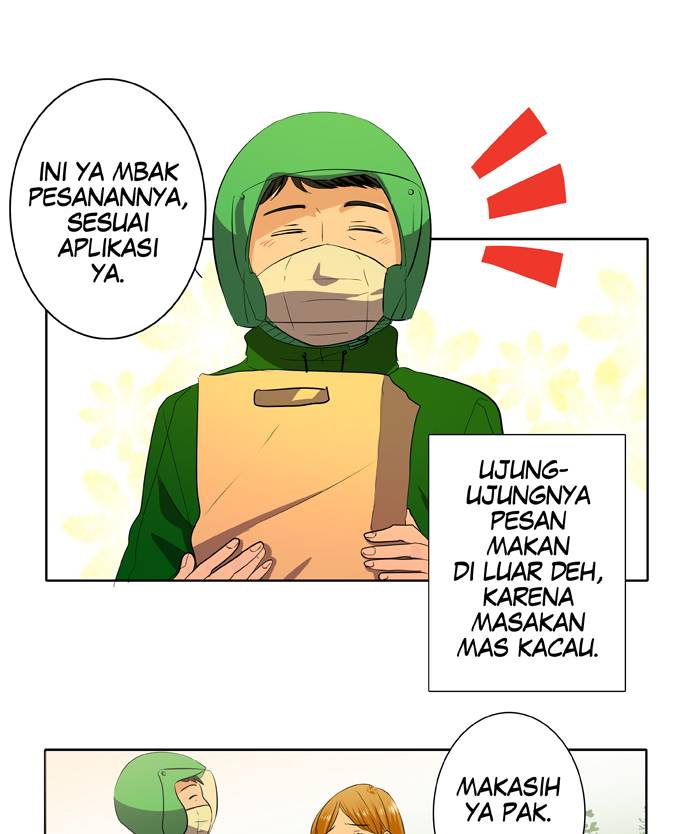 INI YA MBAK
PESANANNYA,
SESUAI
APLIKASI
YA.
UJUNG-
UJUNGNYA
PESAN
MAKAN
DI LUAR DEH,
KARENA
MASAKAN
MAS KACAU.
MAKASIH
YA PAK.